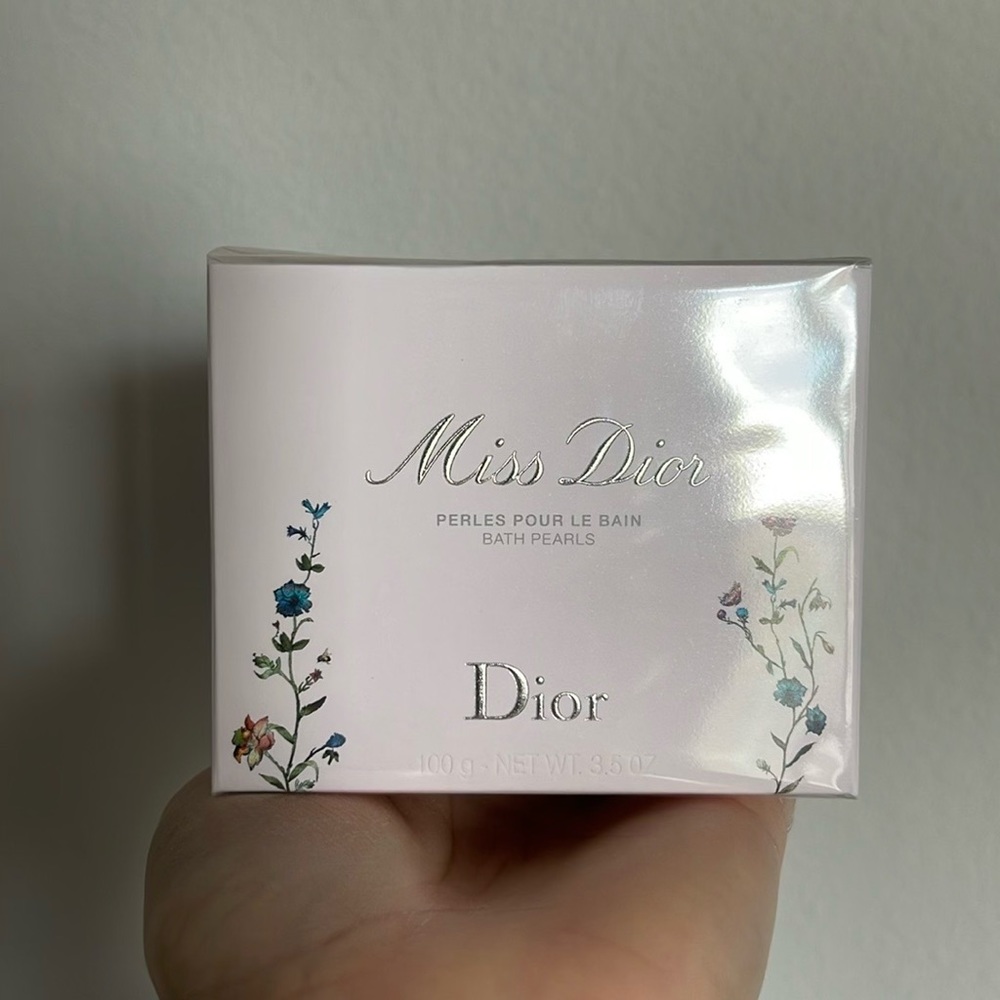 Miss Dior
PERLES POUR LE BAIN
BATH PEARLS
Dior
100 g - NET WT. 3.5 OZ